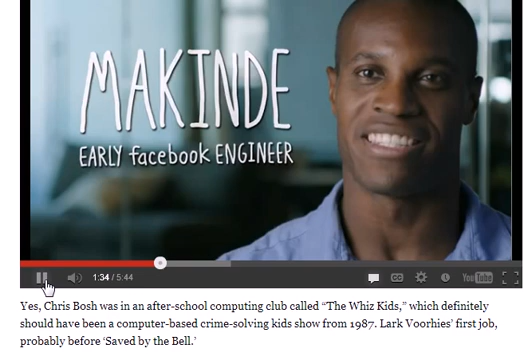 MAKINDE
EARLY facebook ENGINEER
1:34 / 5:44
CC
YouTube
Yes, Chris Bosh was in an after-school computing club called “The Whiz Kids,” which definitely
should have been a computer-based crime-solving kids show from 1987. Lark Voorhies’ first job,
probably before ‘Saved by the Bell.’